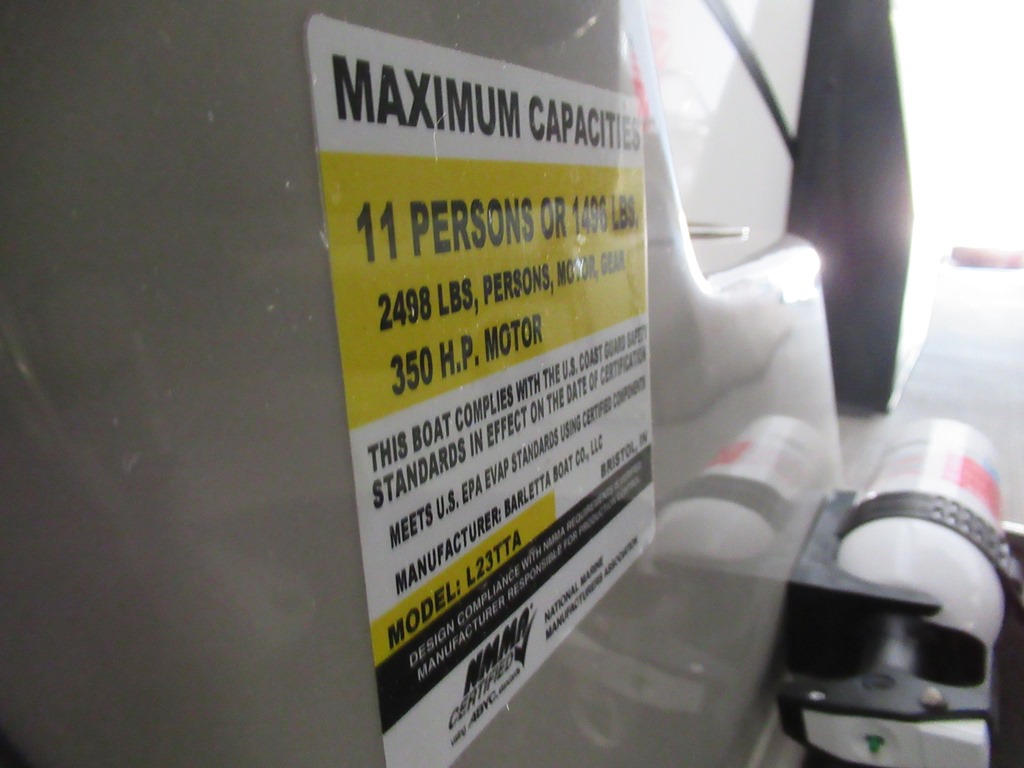 MAXIMUM CAPACITIES
11 PERSONS OR 1496 LBS.
2498 LBS, PERSONS, MOTOR, GEAR
350 H.P. MOTOR
THIS BOAT COMPLIES WITH THE U.S. COAST GUARD SAFETY
STANDARDS IN EFFECT ON THE DATE OF CERTIFICATION
MEETS U.S. EPA EVAP STANDARDS USING CERTIFIED COMPONENTS
MANUFACTURER: BARLETTA BOAT CO., LLC BRISTOL, IN
MODEL: L23TTA
DESIGN COMPLIANCE WITH NMMA REQUIREMENTS
MANUFACTURER RESPONSIBLE FOR PRODUCTION CONTROL
NMMA
CERTIFIED
using ABYC
NATIONAL MARINE
MANUFACTURERS ASSOCIATION